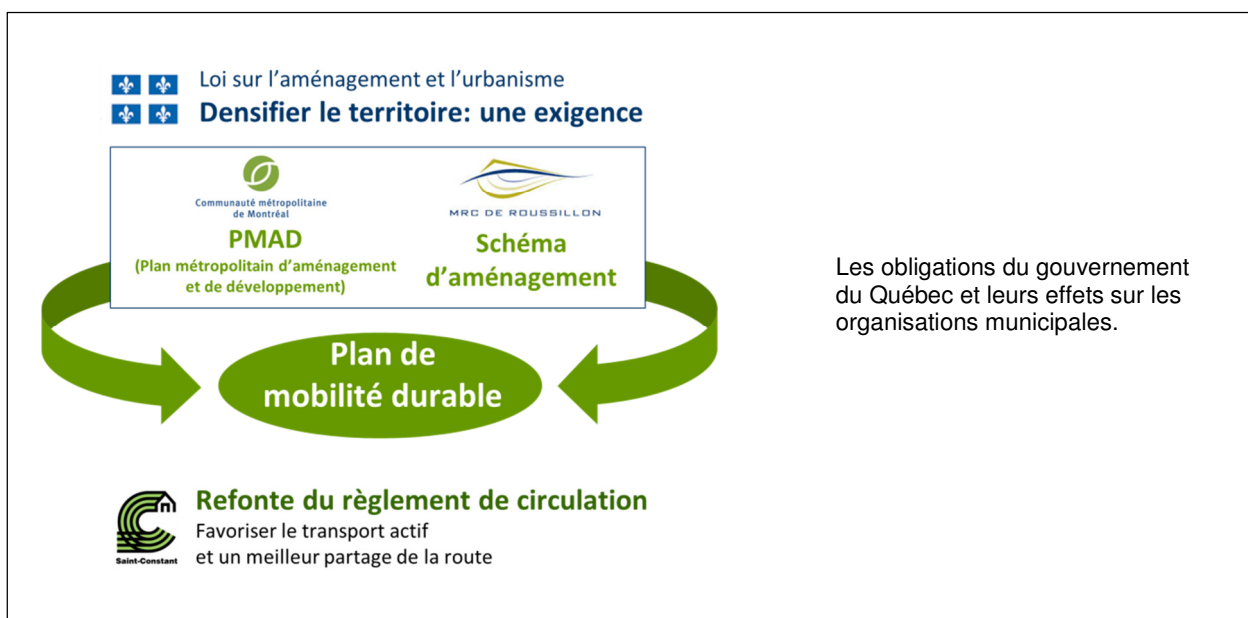 Loi sur l'aménagement et l'urbanisme
Densifier le territoire: une exigence
Communauté métropolitaine
de Montréal
PMAD
(Plan métropolitain d'aménagement
et de développement)
MRC DE ROUSSILLON
Schéma
d'aménagement
Plan de
mobilité durable
Saint-Constant
Refonte du règlement de circulation
Favoriser le transport actif
et un meilleur partage de la route
Les obligations du gouvernement
du Québec et leurs effets sur les
organisations municipales.